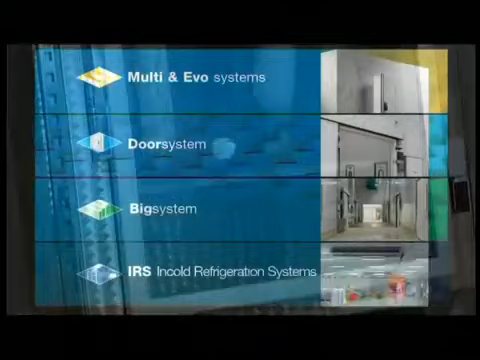 Multi & Evo systems
Doorsystem
Bigsystem
IRS Incold Refrigeration Systems